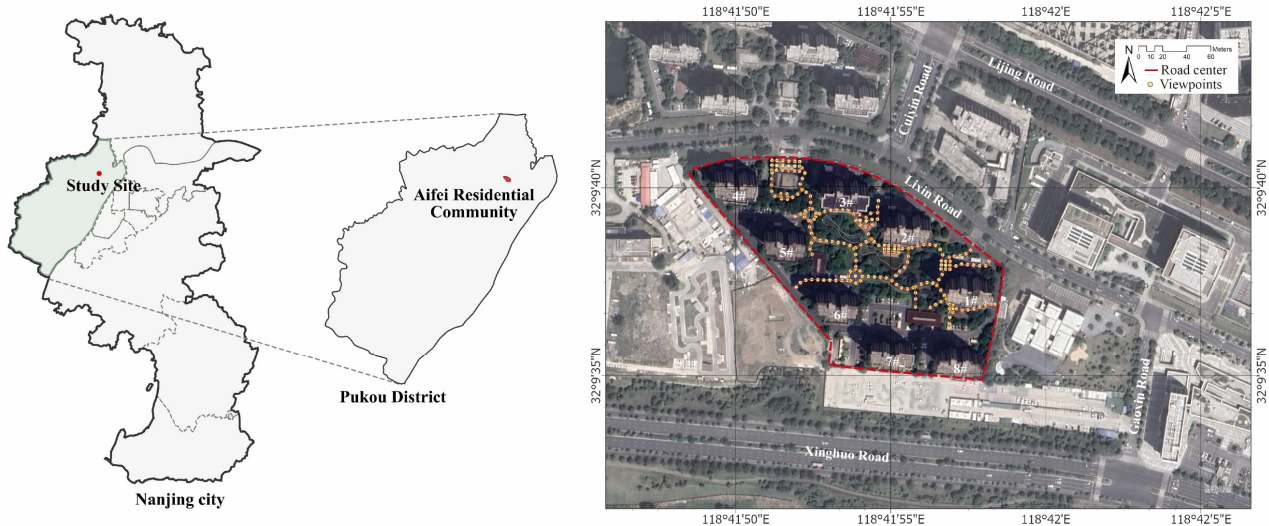 Study Site
Nanjing city
Aifei Residential
Community
Pukou District
118°41'50"E
118°41'55"E
118°42'E
118°42'5"E
32°9'40"N
32°9'35"N
32°9'40"N
32°9'35"N
N
0 10 20 40 60 Meters
Road center
Viewpoints
Lijing Road
Cuiyin Road
Lixin Road
Gaoxin Road
Xinghuo Road
4#
3#
2#
5#
1#
6#
7#
8#
118°41'50"E
118°41'55"E
118°42'E
118°42'5"E